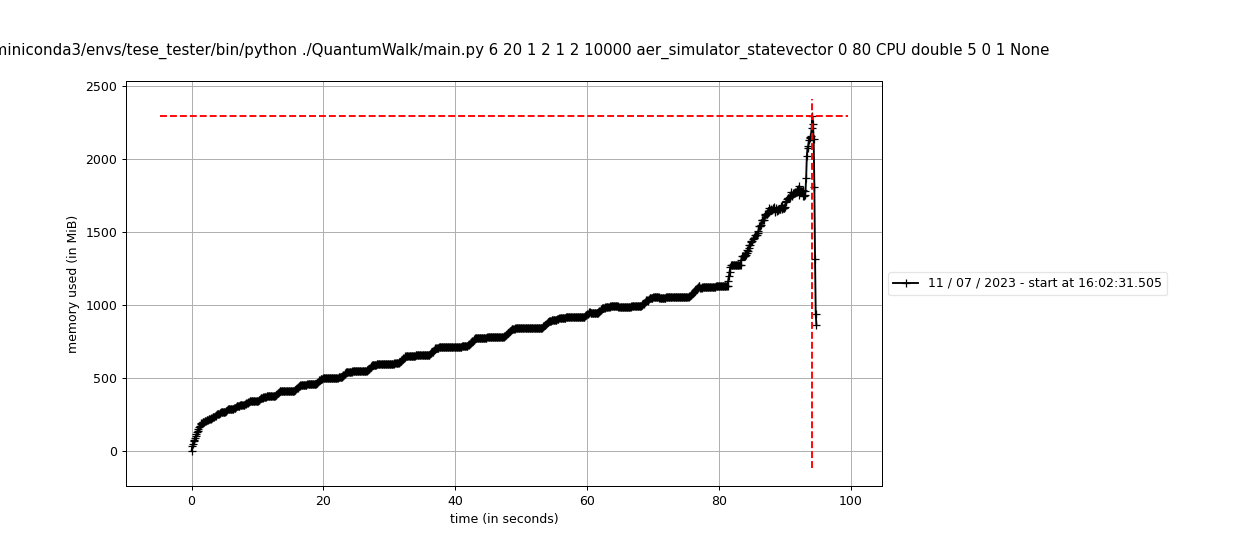 miniconda3/envs/tese_tester/bin/python ./QuantumWalk/main.py 6 20 1 2 1 2 10000 aer_simulator_statevector 0 80 CPU double 5 0 1 None
2500
2000
1500
1000
500
0
memory used (in MiB)
0 20 40 60 80 100
time (in seconds)
11 / 07 / 2023 - start at 16:02:31.505